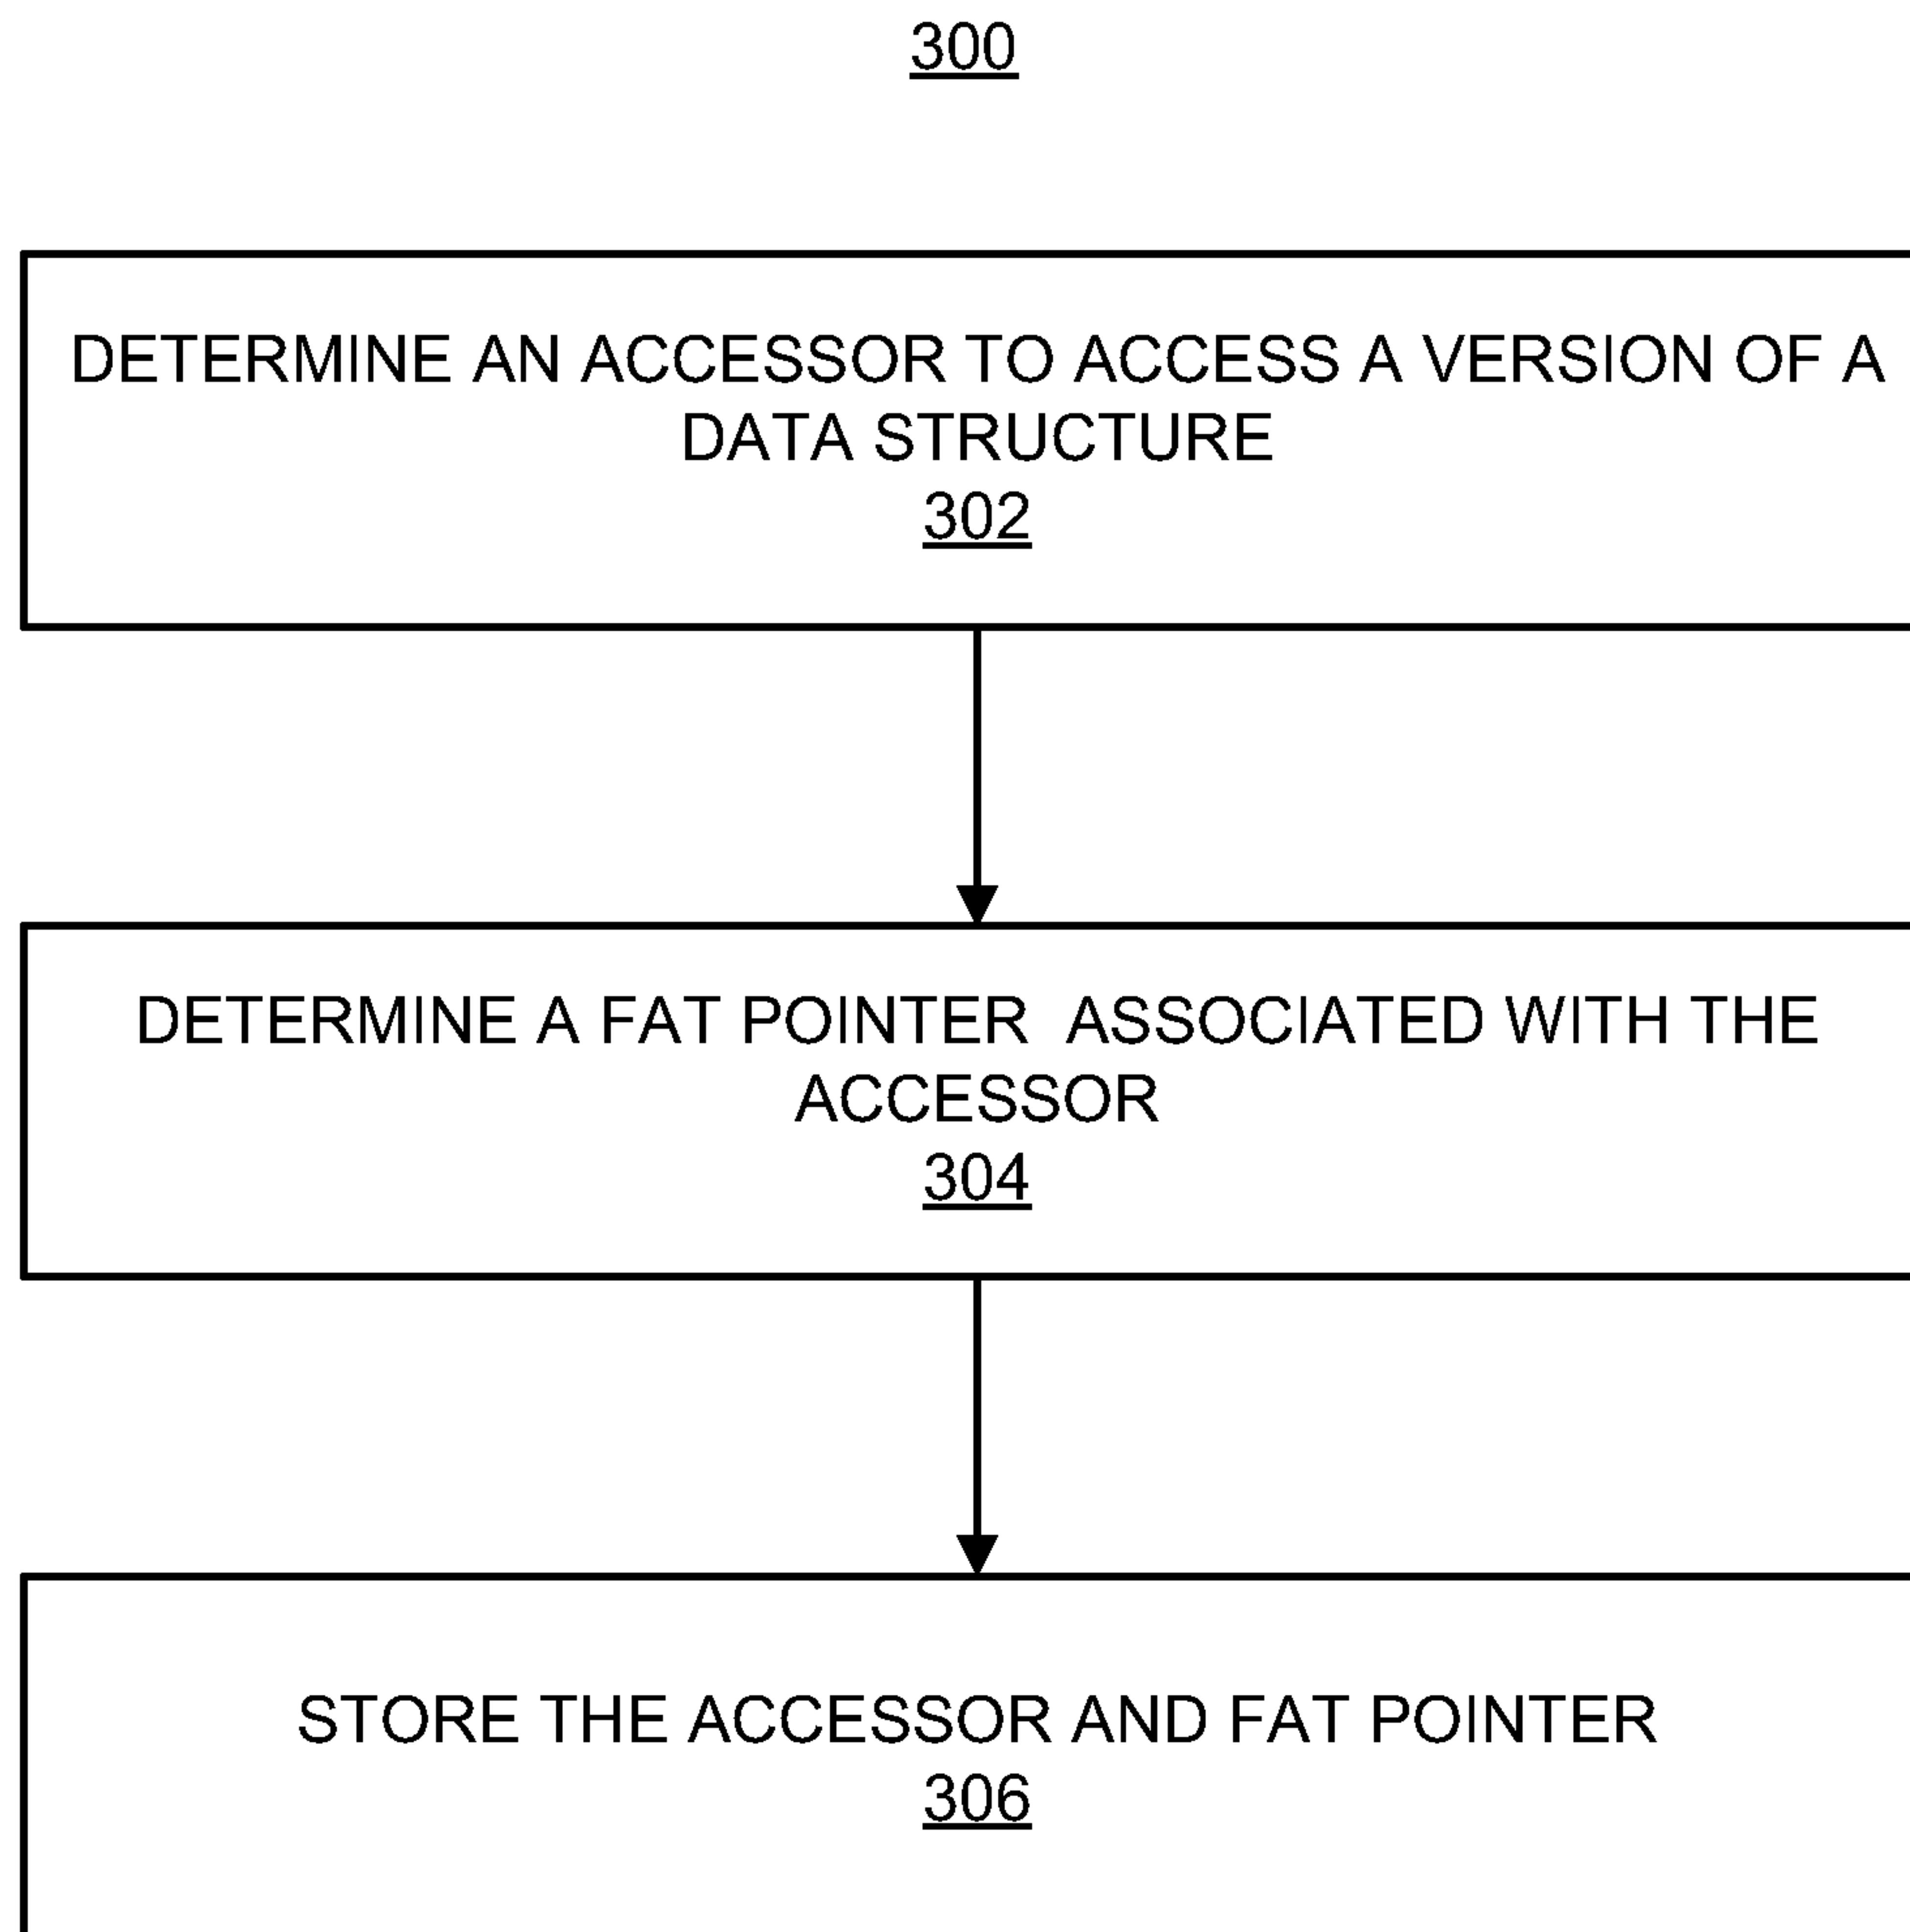 300
DETERMINE AN ACCESSOR TO ACCESS A VERSION OF A
DATA STRUCTURE
302
DETERMINE A FAT POINTER  ASSOCIATED WITH THE
ACCESSOR
304
STORE THE ACCESSOR AND FAT POINTER
306